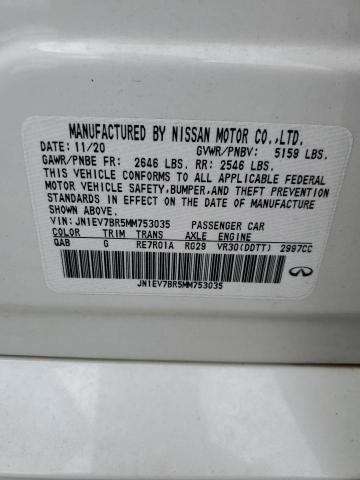 MANUFACTURED BY NISSAN MOTOR CO.,LTD.
DATE: 11/20 GVWR/PNBV: 5159 LBS.
GAWR/PNBE FR: 2646 LBS. RR: 2546 LBS.
THIS VEHICLE CONFORMS TO ALL APPLICABLE FEDERAL
MOTOR VEHICLE SAFETY,BUMPER,AND THEFT PREVENTION
STANDARDS IN EFFECT ON THE DATE OF MANUFACTURE
SHOWN ABOVE.
VIN: JN1EV7BR5MM753035 PASSENGER CAR
COLOR TRIM TRANS AXLE ENGINE
QAB G RE7R01A RG29 VR30(DDTT) 2997CC
JN1EV7BR5MM753035